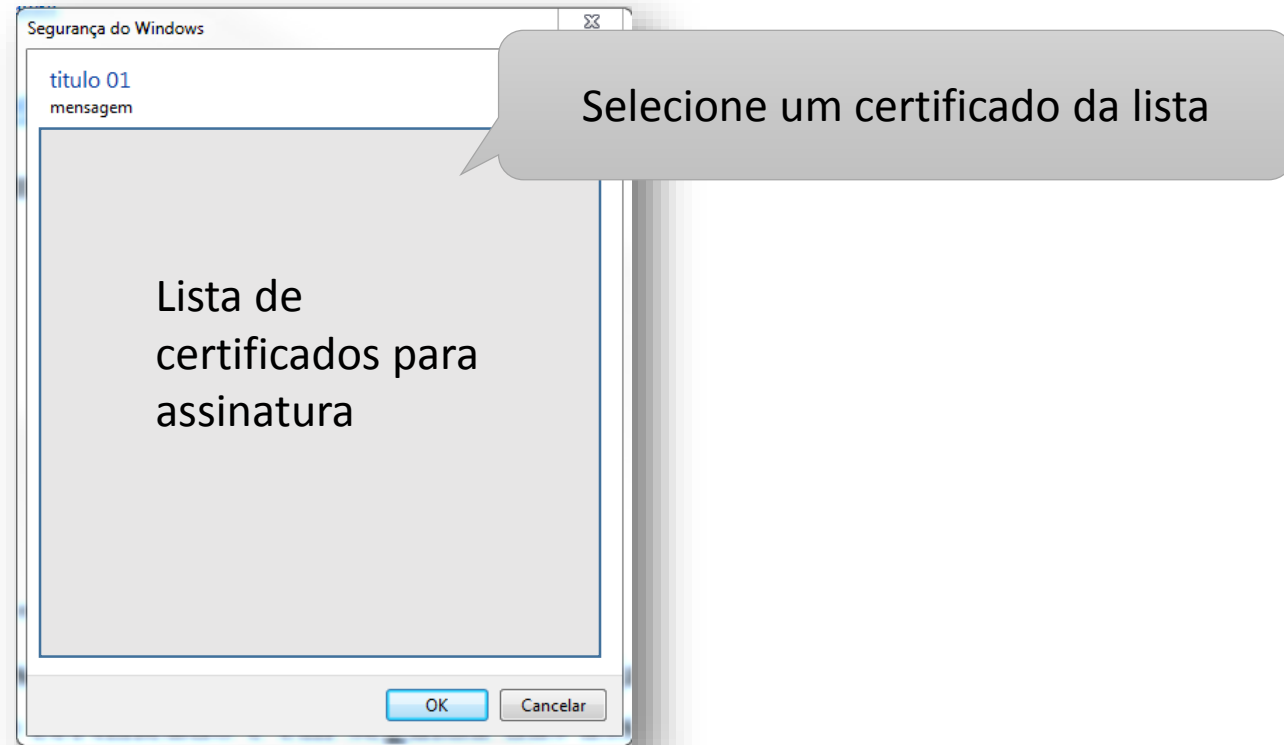 Segurança do Windows
titulo 01
mensagem
Selecione um certificado da lista
Lista de
certificados para
assinatura
OK
Cancelar